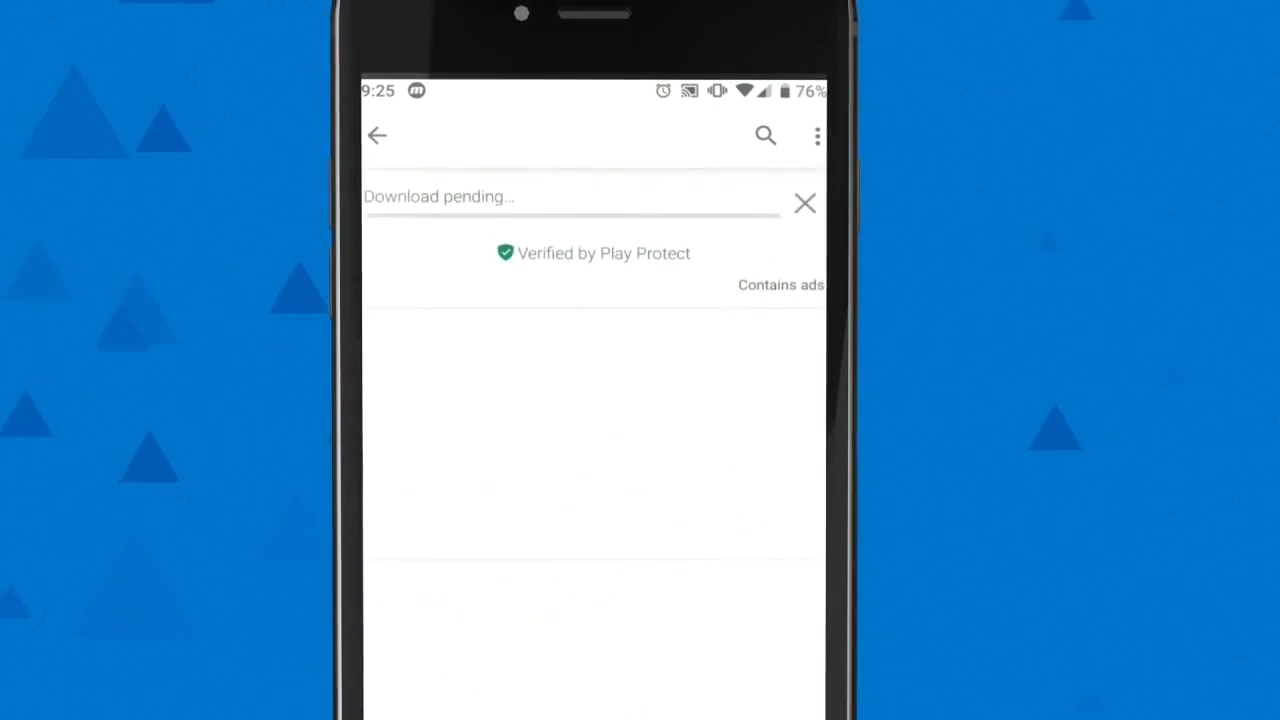 9:25 m 76%
Download pending...
Verified by Play Protect
Contains ads